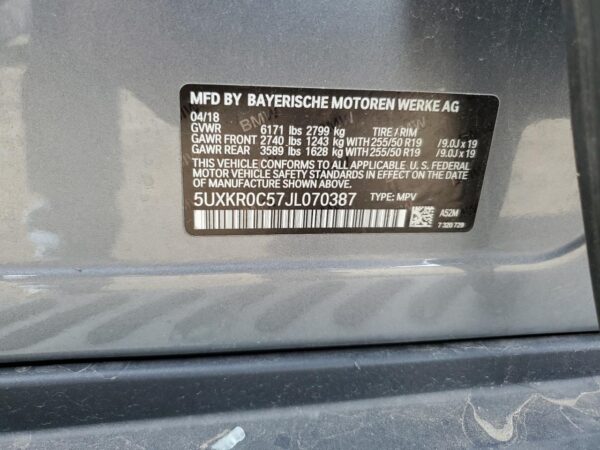 MFD BY BAYERISCHE MOTOREN WERKE AG
04/18
GVWR 6171 lbs 2799 kg TIRE / RIM
GAWR FRONT 2740 lbs 1243 kg WITH 255/50 R19 /9.0J x 19
GAWR REAR 3589 lbs 1628 kg WITH 255/50 R19 /9.0J x 19
THIS VEHICLE CONFORMS TO ALL APPLICABLE U.S. FEDERAL
MOTOR VEHICLE SAFETY STANDARDS IN EFFECT ON THE DATE
OF MANUFACTURE SHOWN ABOVE.
5UXKR0C57JL070387 TYPE: MPV
A52M
7 320 729